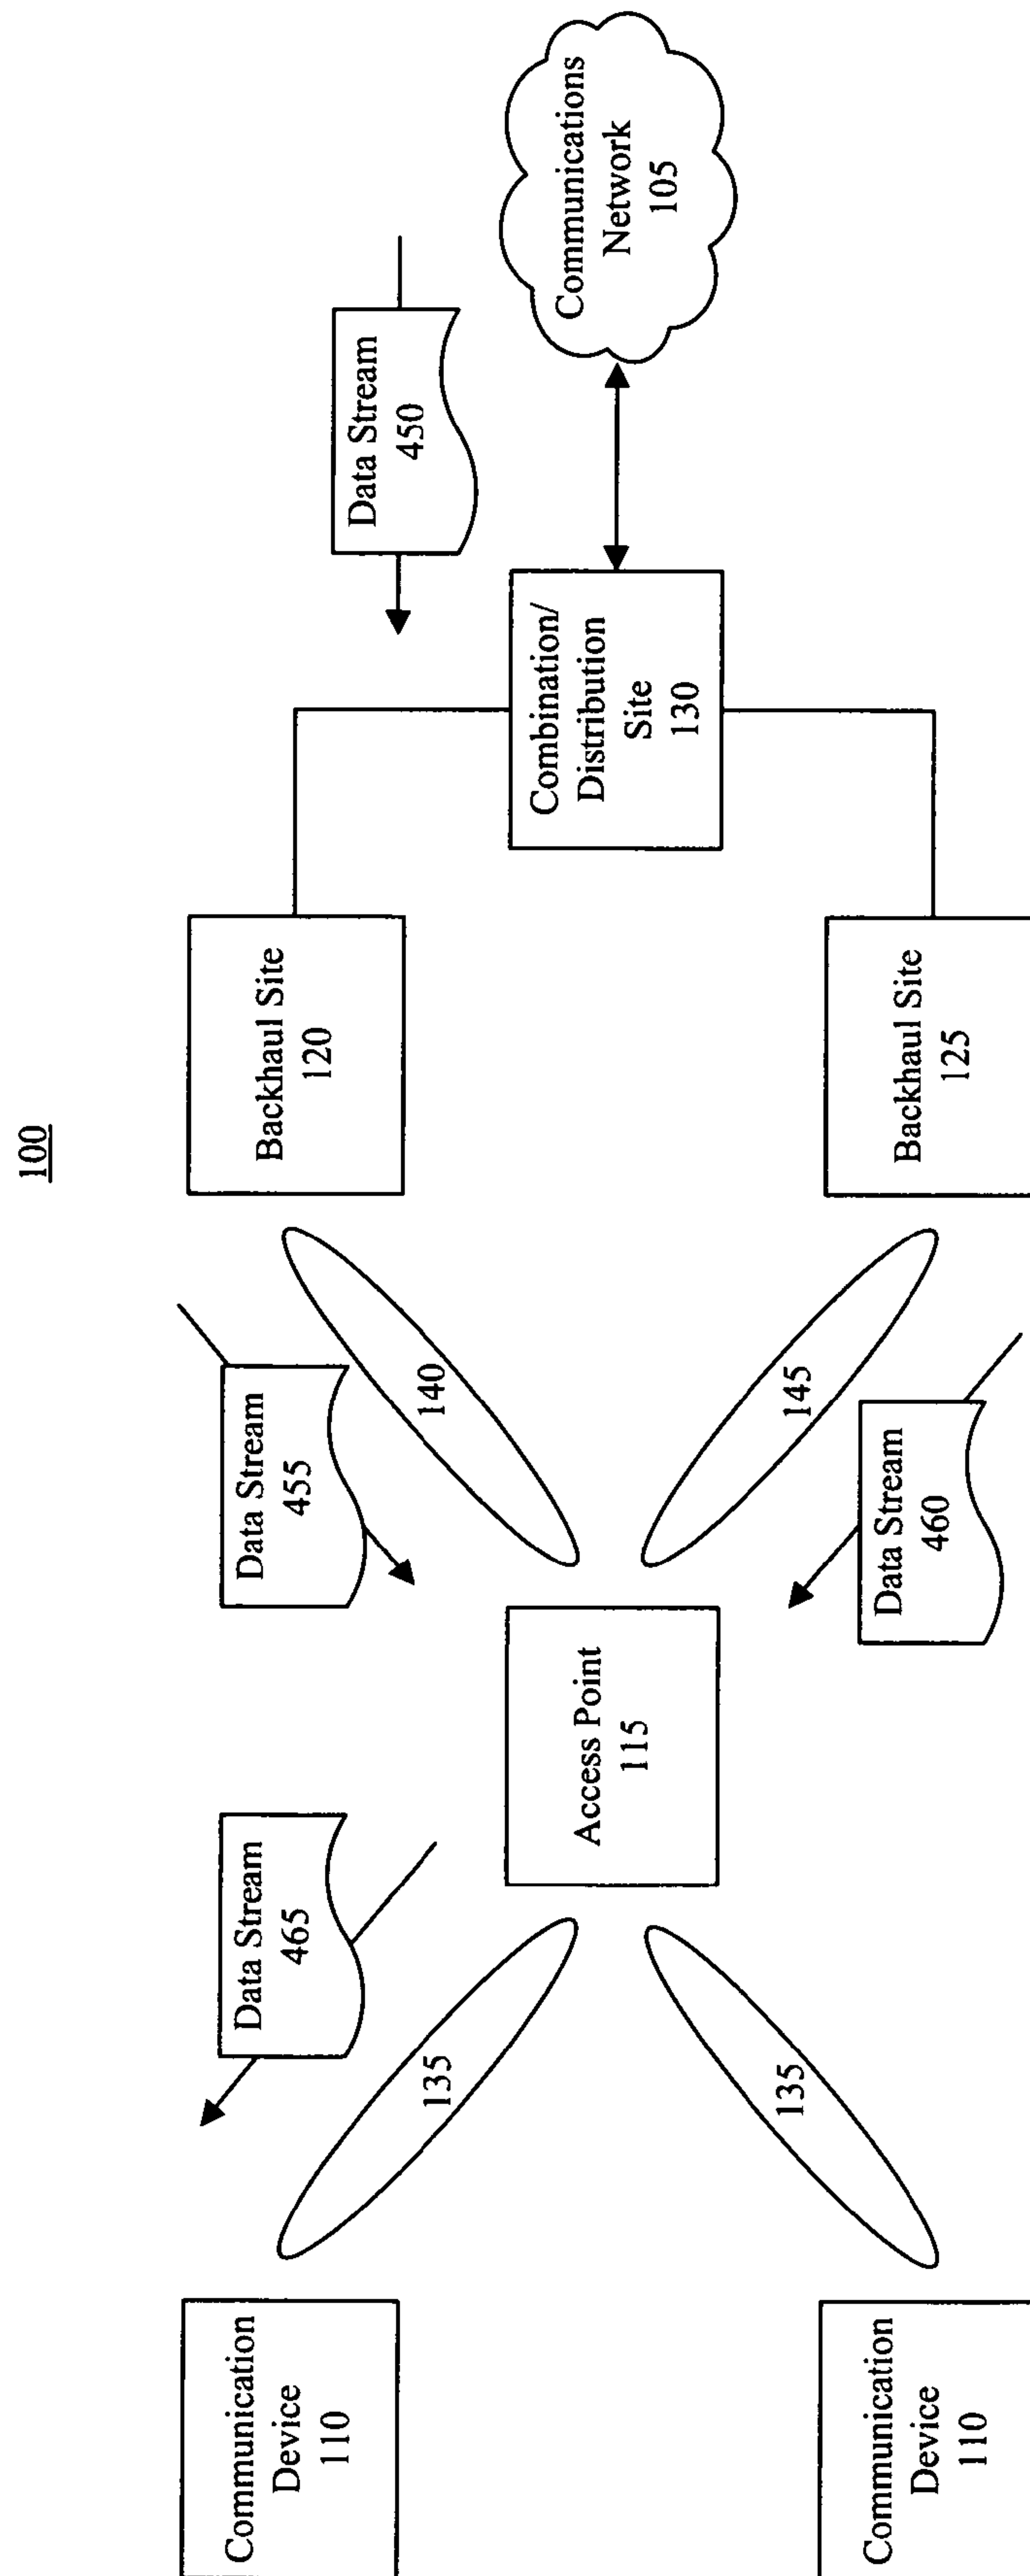 100
Communication
Device
110
Communication
Device
110
Data Stream
465
135
135
Access Point
115
Data Stream
455
140
145
Data Stream
460
Backhaul Site
120
Backhaul Site
125
Combination/
Distribution
Site
130
Data Stream
450
Communications
Network
105